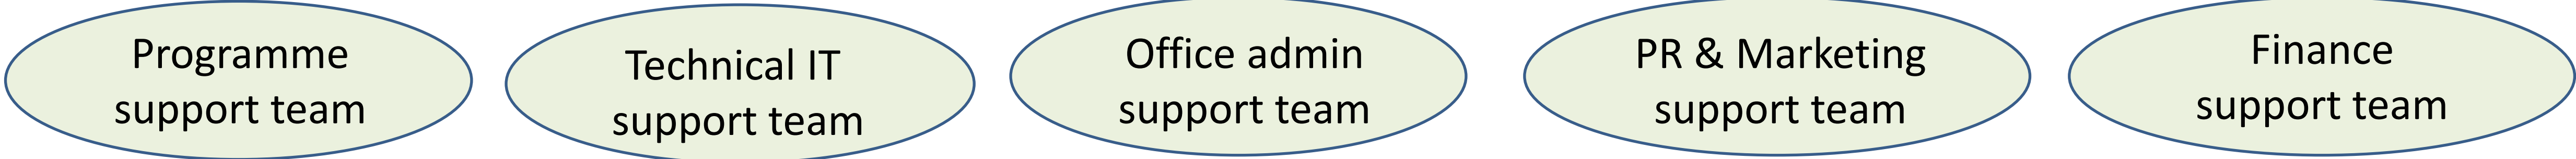 Programme
support team
Technical IT
support team
Office admin
support team
PR & Marketing
support team
Finance
support team